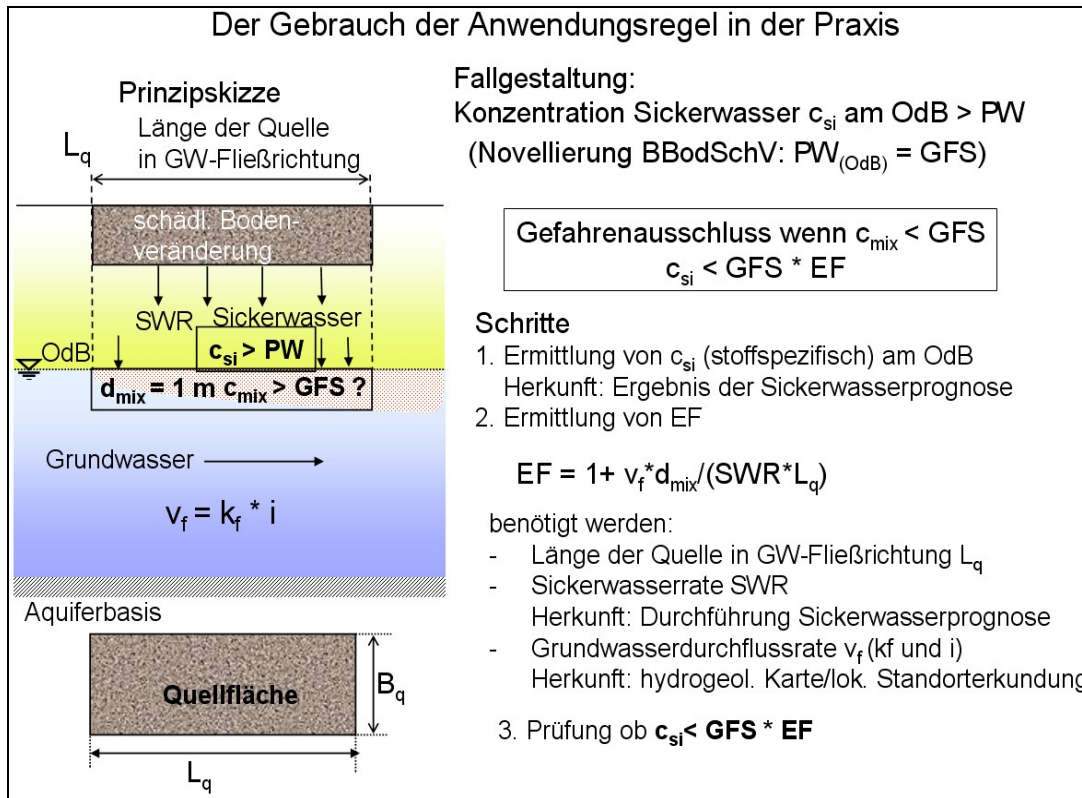 Der Gebrauch der Anwendungsregel in der Praxis
Prinzipskizze
Länge der Quelle
in GW-Fließrichtung
L_q
schädl. Boden-
veränderung
SWR Sickerwasser
OdB
c_si > PW
d_mix = 1 m c_mix > GFS ?
Grundwasser
v_f = k_f * i
Aquiferbasis
Quellfläche
B_q
L_q
Fallgestaltung:
Konzentration Sickerwasser c_si am OdB > PW
(Novellierung BBodSchV: PW_(OdB) = GFS)
Gefahrenausschluss wenn c_mix < GFS
c_si < GFS * EF
Schritte
1. Ermittlung von c_si (stoffspezifisch) am OdB
Herkunft: Ergebnis der Sickerwasserprognose
2. Ermittlung von EF
EF = 1+ v_f*d_mix/(SWR*L_q)
benötigt werden:
- Länge der Quelle in GW-Fließrichtung L_q
- Sickerwasserrate SWR
Herkunft: Durchführung Sickerwasserprognose
- Grundwasserdurchflussrate v_f (kf und i)
Herkunft: hydrogeol. Karte/lok. Standorterkundung
3. Prüfung ob c_si< GFS * EF